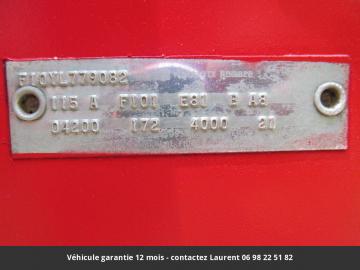 F10YL779082
115 A F101 E81 B A8
04200 172 4000 20
Véhicule garantie 12 mois - contactez Laurent 06 98 22 51 82